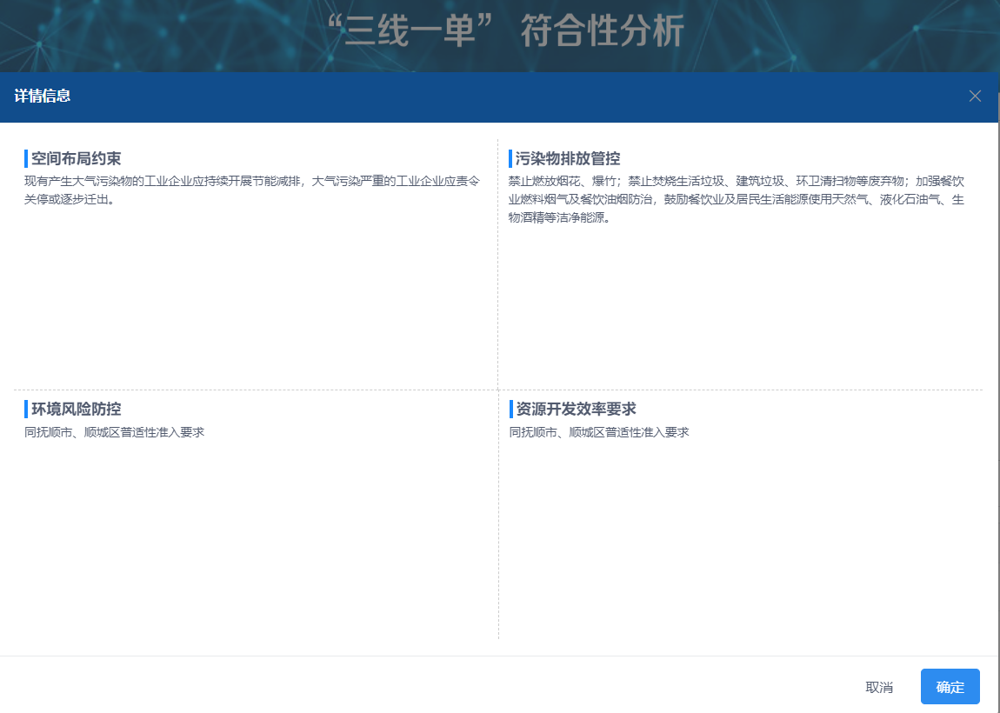 “三线一单” 符合性分析
详情信息
空间布局约束
现有产生大气污染物的工业企业应持续开展节能减排，大气污染严重的工业企业应责令
关停或逐步迁出。
污染物排放管控
禁止燃放烟花、爆竹；禁止焚烧生活垃圾、建筑垃圾、环卫清扫物等废弃物；加强餐饮
业燃料烟气及餐饮油烟防治，鼓励餐饮业及居民生活能源使用天然气、液化石油气、生
物酒精等洁净能源。
环境风险防控
同抚顺市、顺城区普适性准入要求
资源开发效率要求
同抚顺市、顺城区普适性准入要求
取消
确定